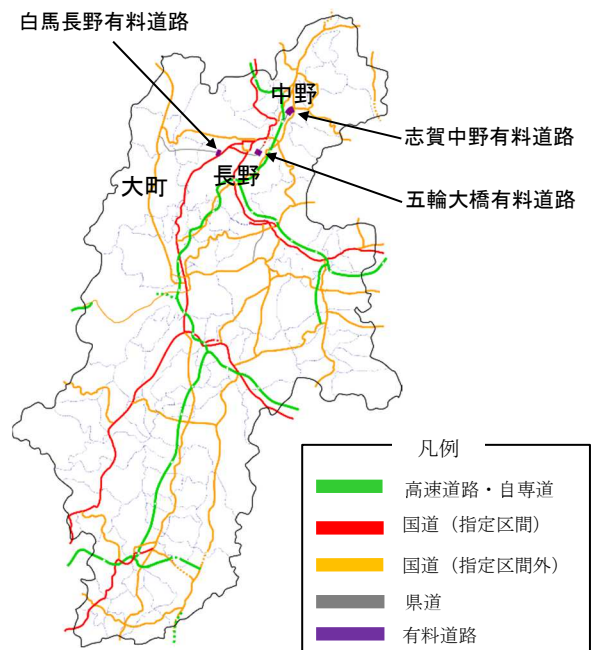 白馬長野有料道路
中野
志賀中野有料道路
大町
長野
五輪大橋有料道路
凡例
高速道路・自専道
国道（指定区間）
国道（指定区間外）
県道
有料道路